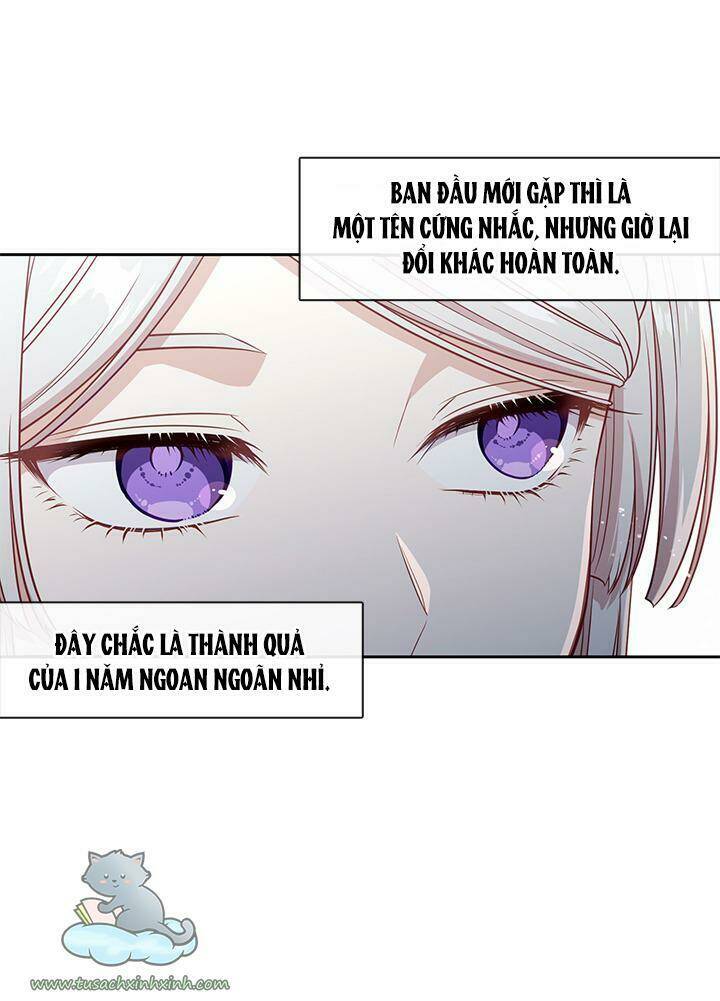 BAN ĐẦU MỚI GẶP THÌ LÀ
MỘT TÊN CỨNG NHẮC, NHƯNG GIỜ LẠI
ĐỔI KHÁC HOÀN TOÀN.
ĐÂY CHẮC LÀ THÀNH QUẢ
CỦA 1 NĂM NGOAN NGOÃN NHỈ.
www.tusachxinhxinh.com